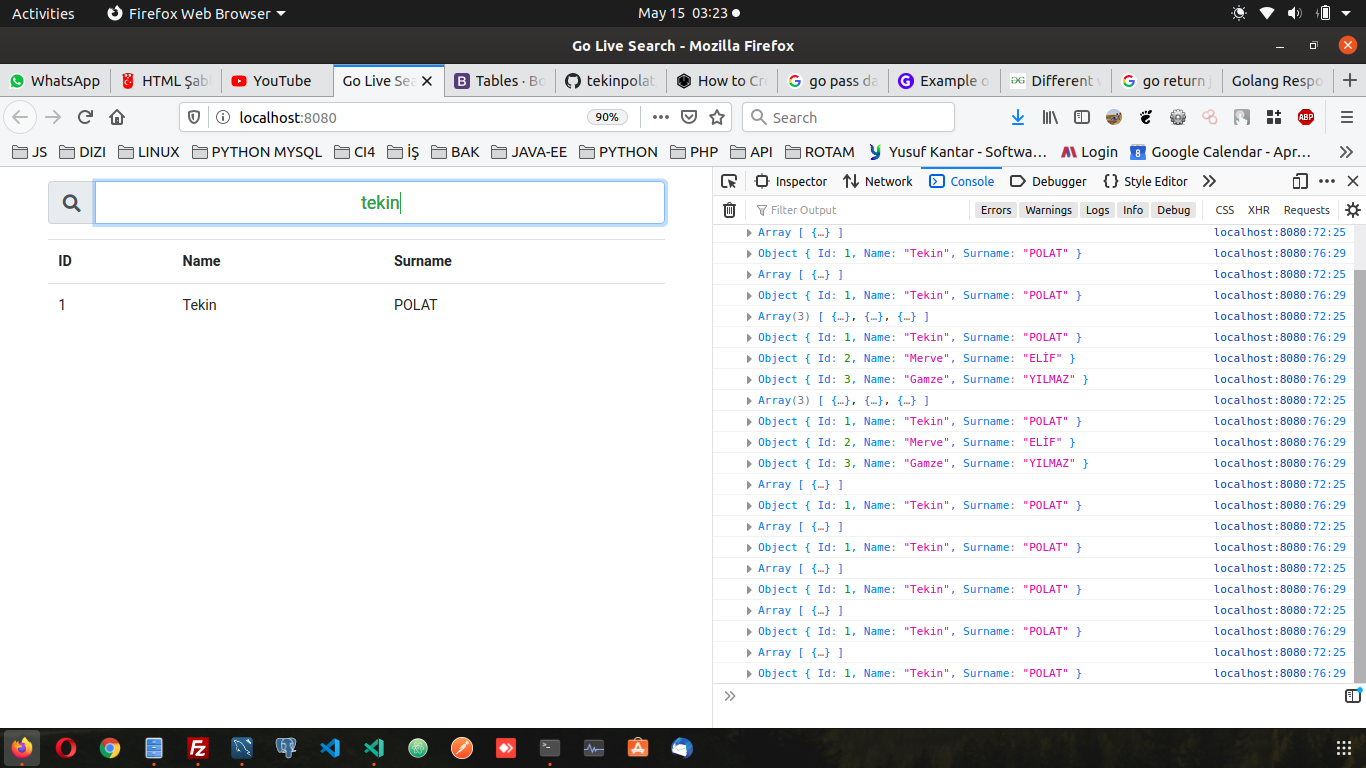 Activities Firefox Web Browser May 15 03:23
Go Live Search - Mozilla Firefox
WhatsApp HTML Şabl YouTube Go Live Sea Tables · Bo tekinpolat How to Cre go pass da Example o Different w go return j Golang Respo
localhost:8080 90% Search
JS DIZI LINUX PYTHON MYSQL CI4 İŞ BAK JAVA-EE PYTHON PHP API ROTAM Yusuf Kantar - Softwa... Login 8 Google Calendar - Apr...
tekin
ID Name Surname
1 Tekin POLAT
Inspector Network Console Debugger Style Editor
Filter Output Errors Warnings Logs Info Debug CSS XHR Requests
Array [ {…} ] localhost:8080:72:25
Object { Id: 1, Name: "Tekin", Surname: "POLAT" } localhost:8080:76:29
Array [ {…} ] localhost:8080:72:25
Object { Id: 1, Name: "Tekin", Surname: "POLAT" } localhost:8080:76:29
Array(3) [ {…}, {…}, {…} ] localhost:8080:72:25
Object { Id: 1, Name: "Tekin", Surname: "POLAT" } localhost:8080:76:29
Object { Id: 2, Name: "Merve", Surname: "ELİF" } localhost:8080:76:29
Object { Id: 3, Name: "Gamze", Surname: "YILMAZ" } localhost:8080:76:29
Array(3) [ {…}, {…}, {…} ] localhost:8080:72:25
Object { Id: 1, Name: "Tekin", Surname: "POLAT" } localhost:8080:76:29
Object { Id: 2, Name: "Merve", Surname: "ELİF" } localhost:8080:76:29
Object { Id: 3, Name: "Gamze", Surname: "YILMAZ" } localhost:8080:76:29
Array [ {…} ] localhost:8080:72:25
Object { Id: 1, Name: "Tekin", Surname: "POLAT" } localhost:8080:76:29
Array [ {…} ] localhost:8080:72:25
Object { Id: 1, Name: "Tekin", Surname: "POLAT" } localhost:8080:76:29
Array [ {…} ] localhost:8080:72:25
Object { Id: 1, Name: "Tekin", Surname: "POLAT" } localhost:8080:76:29
Array [ {…} ] localhost:8080:72:25
Object { Id: 1, Name: "Tekin", Surname: "POLAT" } localhost:8080:76:29
Array [ {…} ] localhost:8080:72:25
Object { Id: 1, Name: "Tekin", Surname: "POLAT" } localhost:8080:76:29